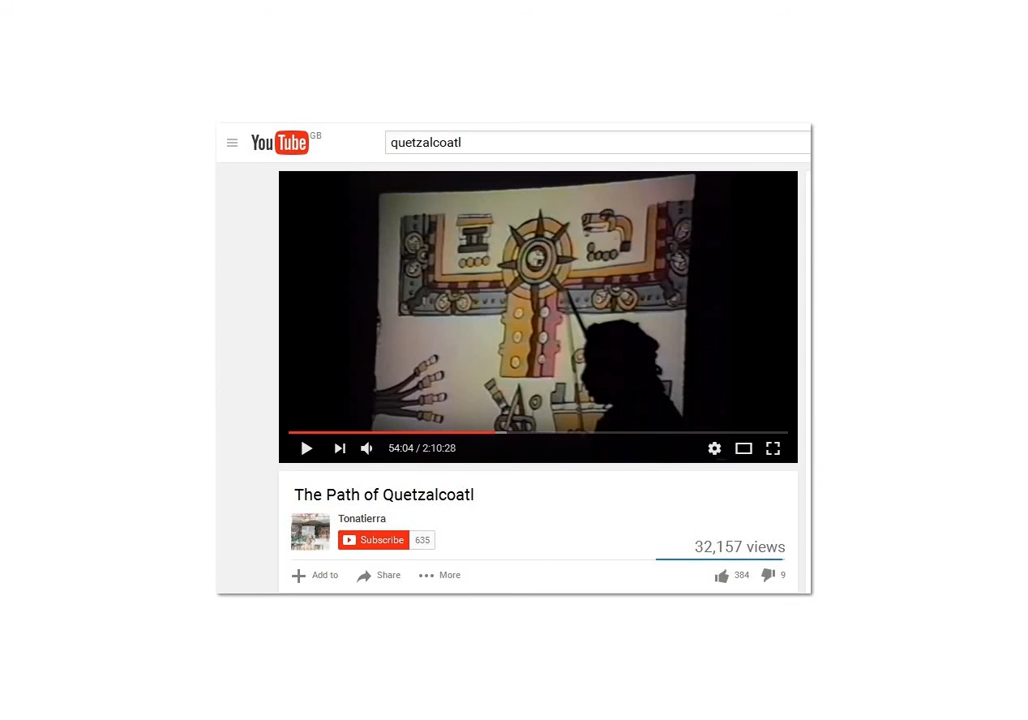 YouTube GB
quetzalcoatl
54:04 / 2:10:28
The Path of Quetzalcoatl
Tonatierra
Subscribe 635
32,157 views
Add to Share More 384 9